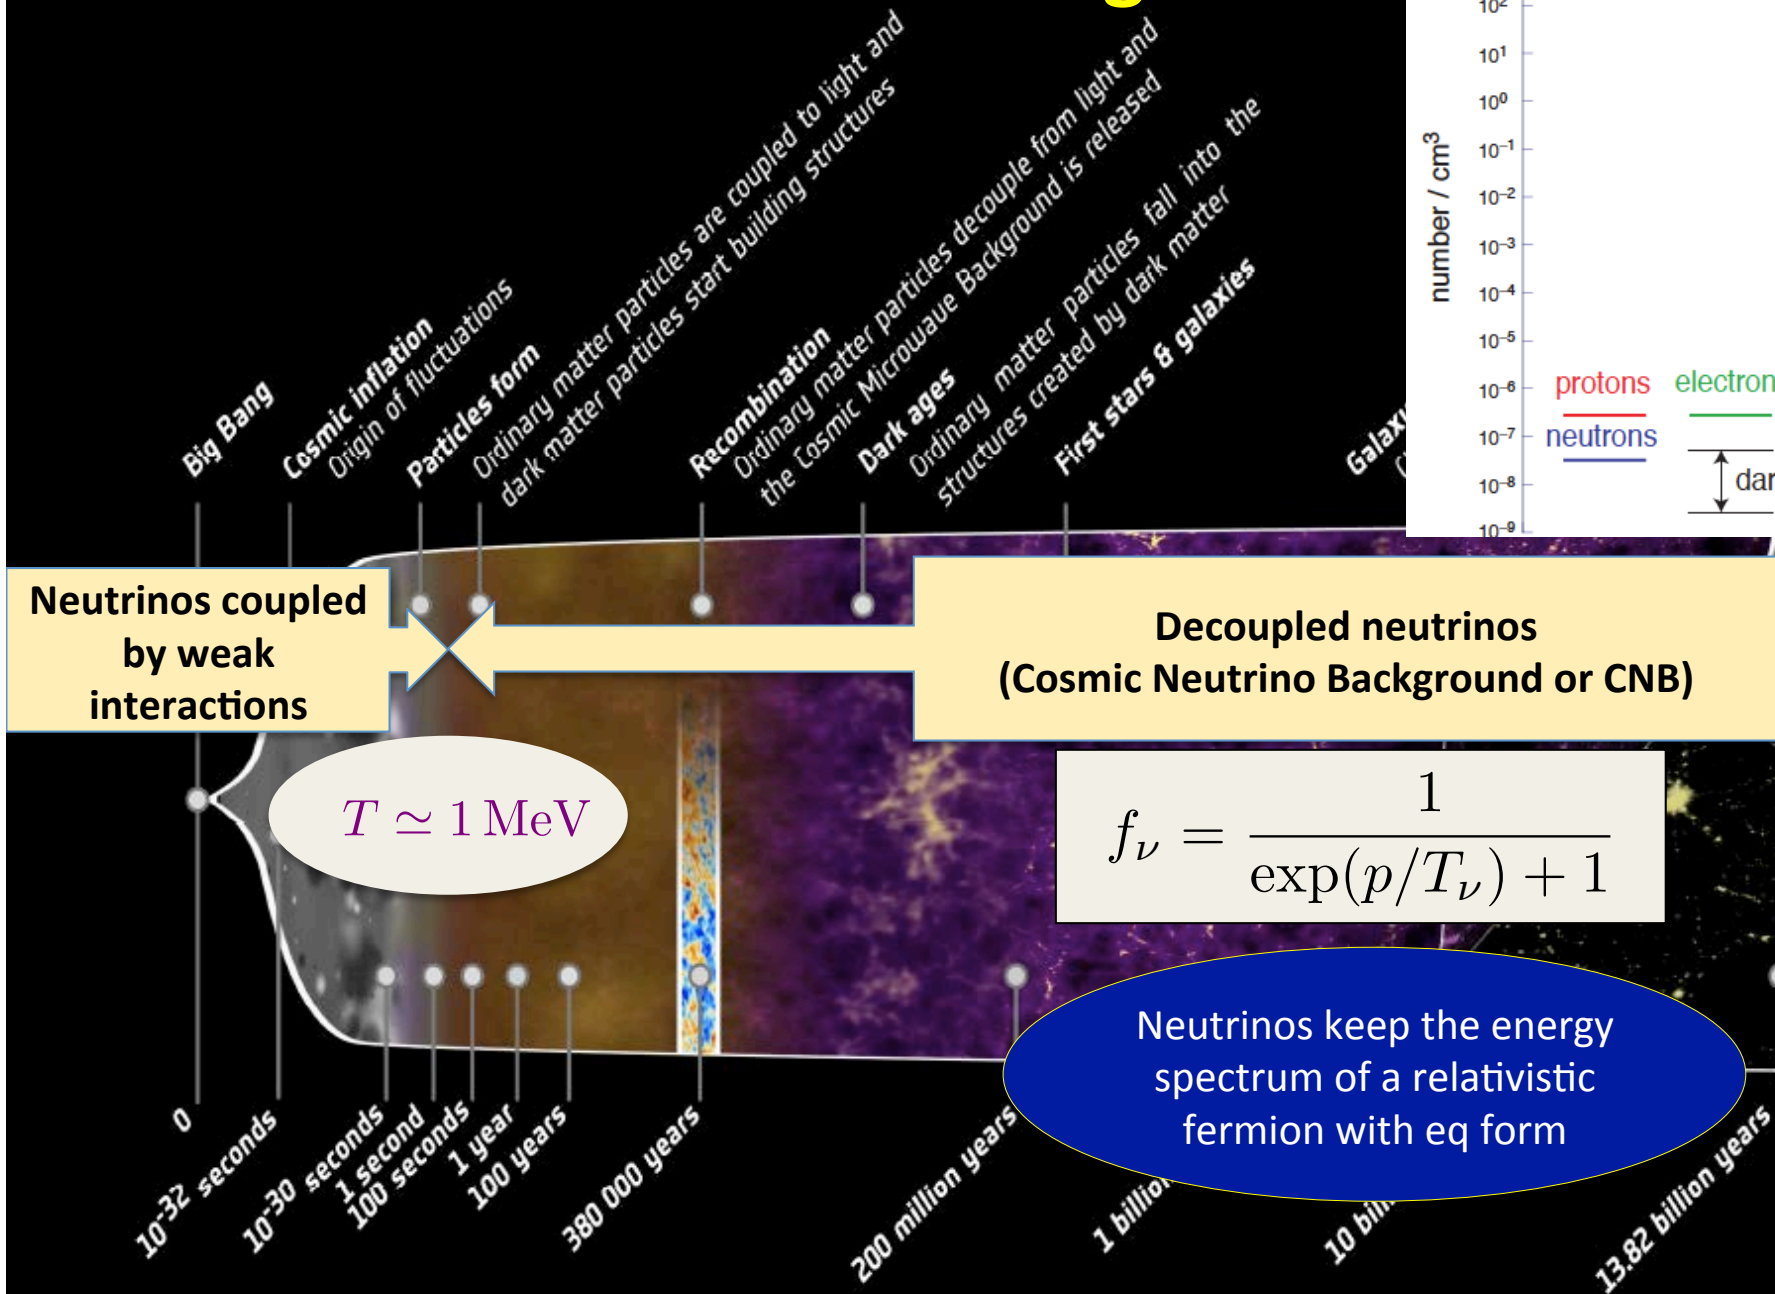 g
Big Bang
Cosmic inflation
Origin of fluctuations
Particles form
Ordinary matter particles are coupled to light and
dark matter particles start building structures
Recombination
Ordinary matter particles decouple from light and
the Cosmic Microwave Background is released
Dark ages
Ordinary matter particles fall into the
structures created by dark matter
First stars & galaxies
number / cm³
10²
10¹
10⁰
10⁻¹
10⁻²
10⁻³
10⁻⁴
10⁻⁵
10⁻⁶
10⁻⁷
10⁻⁸
10⁻⁹
protons
electron
neutrons
dar
Neutrinos coupled
by weak
interactions
Decoupled neutrinos
(Cosmic Neutrino Background or CNB)
T ≃ 1 MeV
f_ν = 1 / (exp(p/T_ν) + 1)
Neutrinos keep the energy
spectrum of a relativistic
fermion with eq form
0
10⁻³² seconds
10⁻³⁰ seconds
1 second
100 seconds
1 year
100 years
380 000 years
200 million years
1 billion
10 bil
13.82 billion years